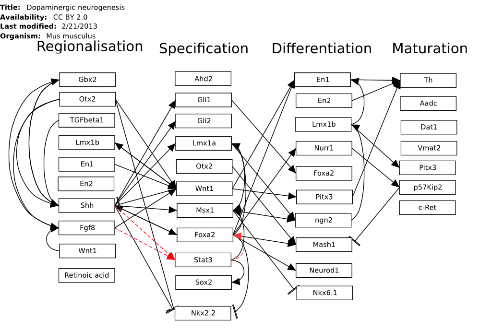 Title: Dopaminergic neurogenesis
Availability: CC BY 2.0
Last modified: 2/21/2013
Organism: Mus musculus
Regionalisation
Specification
Differentiation
Maturation
Gbx2
Otx2
TGFbeta1
Lmx1b
En1
En2
Shh
Fgf8
Wnt1
Retinoic acid
Ahd2
Gli1
Gli2
Lmx1a
Otx2
Wnt1
Msx1
Foxa2
Stat3
Sox2
Nkx2.2
En1
En2
Lmx1b
Nurr1
Foxa2
Pitx3
ngn2
Mash1
Neurod1
Nkx6.1
Th
Aadc
Dat1
Vmat2
Pitx3
p57Kip2
c-Ret